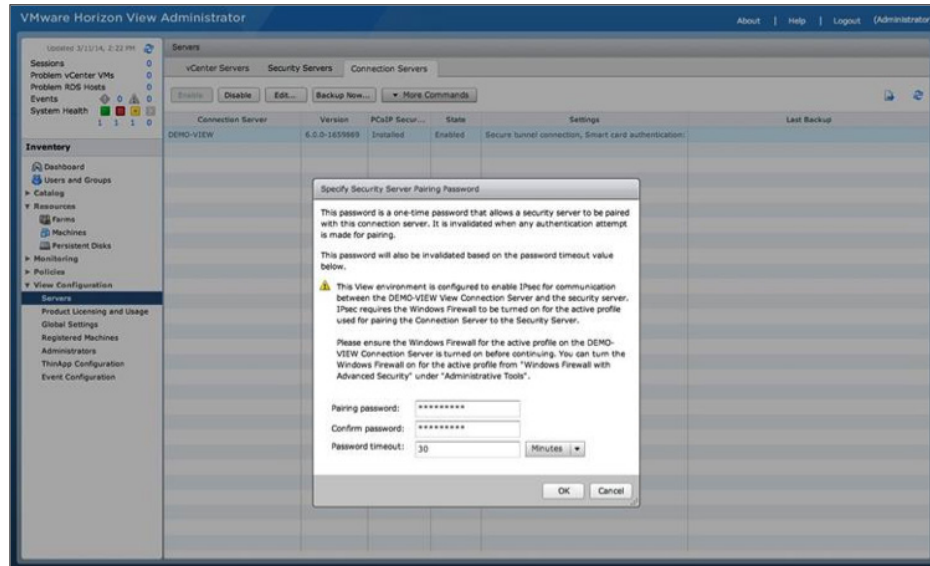 VMware Horizon View Administrator
About | Help | Logout (Administrator
Updated 3/11/14, 2:22 PM
Sessions 0
Problem vCenter VMs 0
Problem RDS Hosts 0
Events 0 0
System Health
1 1 1 0
Inventory
Dashboard
Users and Groups
Catalog
Resources
Farms
Machines
Persistent Disks
Monitoring
Policies
View Configuration
Servers
Product Licensing and Usage
Global Settings
Registered Machines
Administrators
ThinApp Configuration
Event Configuration
Servers
vCenter Servers Security Servers Connection Servers
Enable Disable Edit... Backup Now... More Commands
Connection Server Version PCoIP Secur... State Settings Last Backup
DEMO-VIEW 6.0.0-1659869 Installed Enabled Secure tunnel connection, Smart card authentication:
Specify Security Server Pairing Password
This password is a one-time password that allows a security server to be paired
with this connection server. It is invalidated when any authentication attempt
is made for pairing.
This password will also be invalidated based on the password timeout value
below.
This View environment is configured to enable IPsec for communication
between the DEMO-VIEW View Connection Server and the security server.
IPsec requires the Windows Firewall to be turned on for the active profile
used for pairing the Connection Server to the Security Server.
Please ensure the Windows Firewall for the active profile on the DEMO-
VIEW Connection Server is turned on before continuing. You can turn the
Windows Firewall on for the active profile from "Windows Firewall with
Advanced Security" under "Administrative Tools".
Pairing password: *********
Confirm password: *********
Password timeout: 30 Minutes
OK Cancel